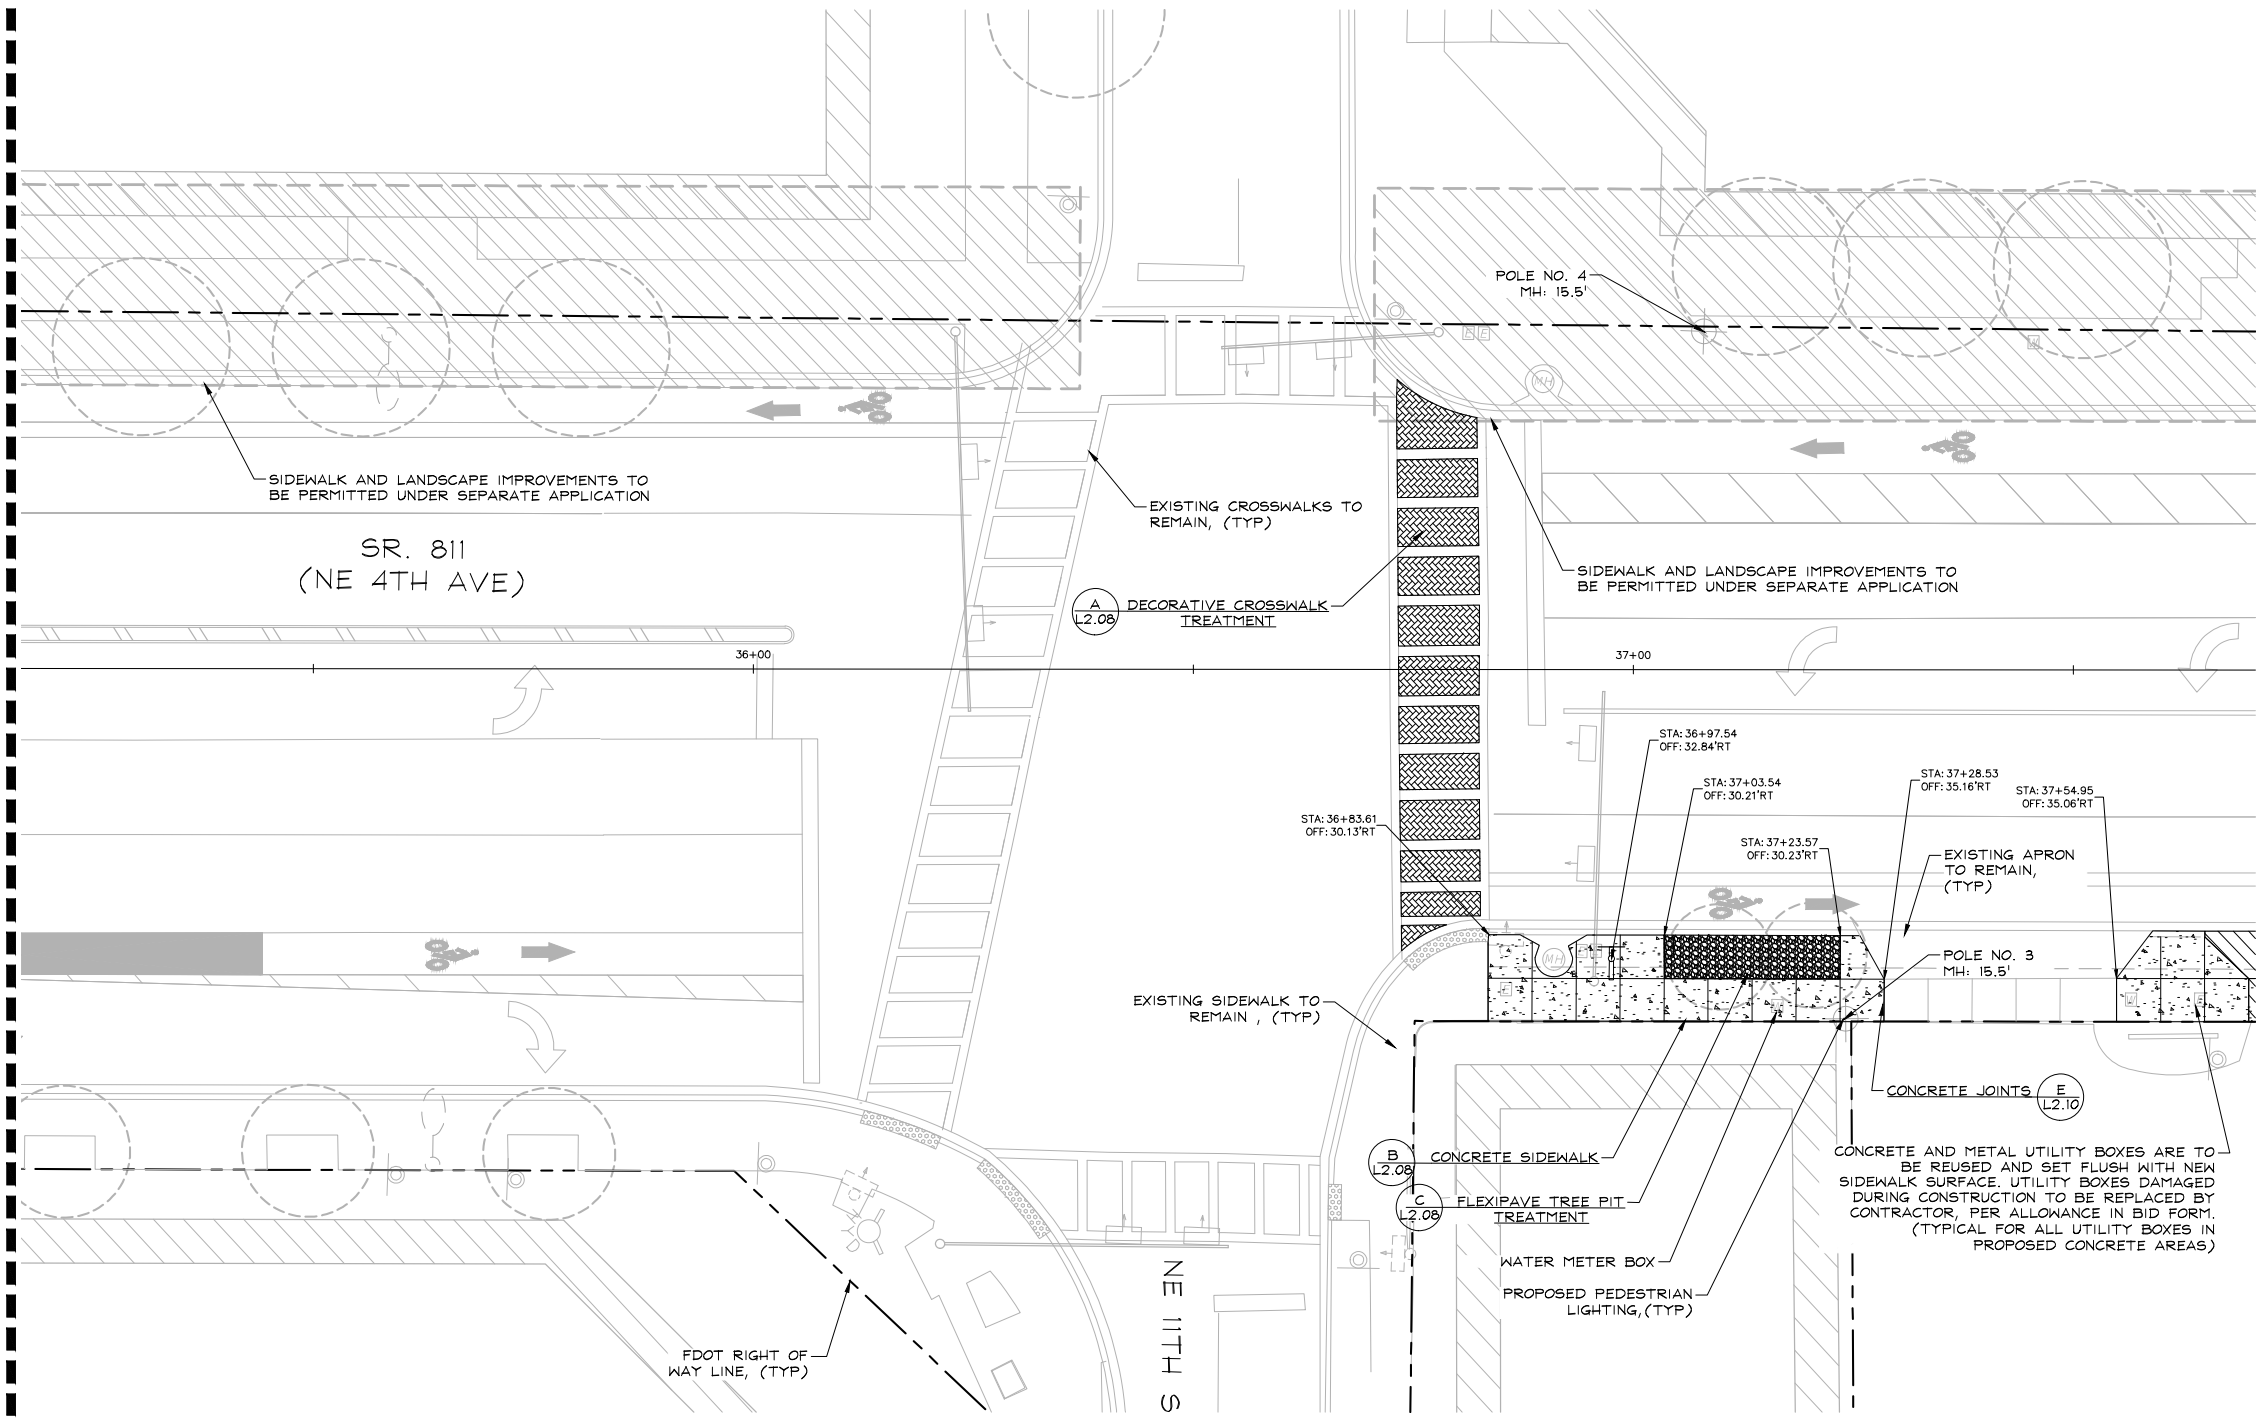 POLE NO. 4
MH: 15.5'
E
E
W
MH
SIDEWALK AND LANDSCAPE IMPROVEMENTS TO
BE PERMITTED UNDER SEPARATE APPLICATION
EXISTING CROSSWALKS TO
REMAIN, (TYP)
SR. 811
(NE 4TH AVE)
SIDEWALK AND LANDSCAPE IMPROVEMENTS TO
BE PERMITTED UNDER SEPARATE APPLICATION
A
L2.08
DECORATIVE CROSSWALK
TREATMENT
36+00
37+00
STA: 36+97.54
OFF: 32.84'RT
STA: 37+03.54
OFF: 30.21'RT
STA: 37+28.53
OFF: 35.16'RT
STA: 37+54.95
OFF: 35.06'RT
STA: 36+83.61
OFF: 30.13'RT
STA: 37+23.57
OFF: 30.23'RT
EXISTING APRON
TO REMAIN,
(TYP)
MH
POLE NO. 3
MH: 15.5'
E
W
EXISTING SIDEWALK TO
REMAIN , (TYP)
CONCRETE JOINTS
E
L2.10
B
L2.08
CONCRETE SIDEWALK
C
L2.08
FLEXIPAVE TREE PIT
TREATMENT
WATER METER BOX
PROPOSED PEDESTRIAN
LIGHTING,(TYP)
CONCRETE AND METAL UTILITY BOXES ARE TO
BE REUSED AND SET FLUSH WITH NEW
SIDEWALK SURFACE. UTILITY BOXES DAMAGED
DURING CONSTRUCTION TO BE REPLACED BY
CONTRACTOR, PER ALLOWANCE IN BID FORM.
(TYPICAL FOR ALL UTILITY BOXES IN
PROPOSED CONCRETE AREAS)
NE 11TH S
FDOT RIGHT OF
WAY LINE, (TYP)